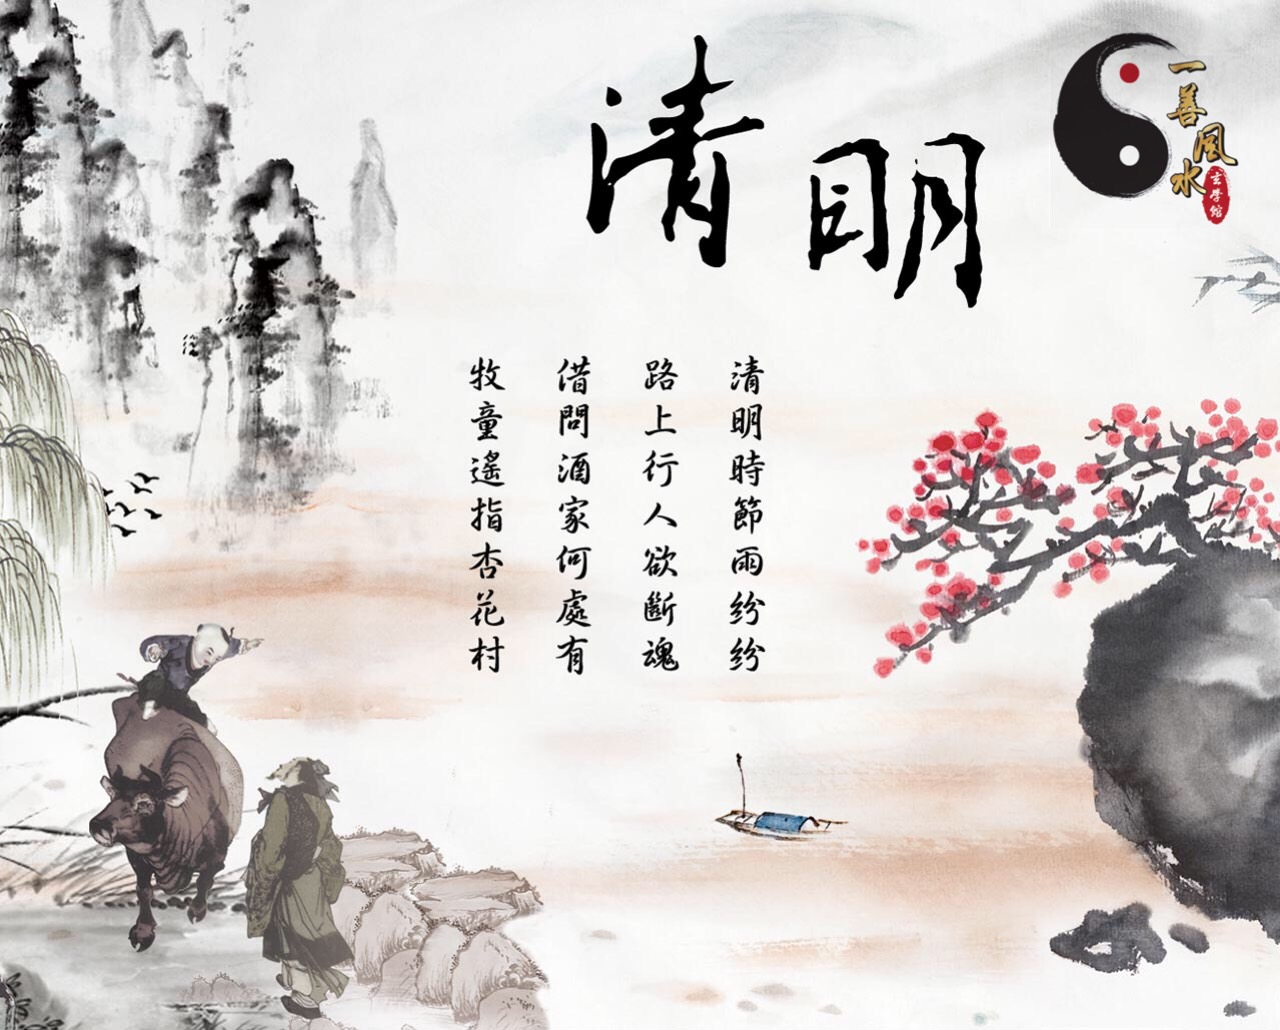 清明
一善風水
玄學館
清明時節雨紛紛
路上行人欲斷魂
借問酒家何處有
牧童遙指杏花村